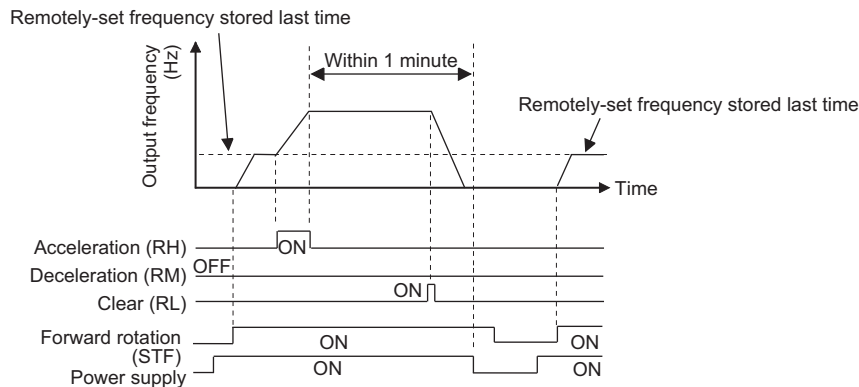 Remotely-set frequency stored last time
Output frequency
(Hz)
Within 1 minute
Remotely-set frequency stored last time
Time
Acceleration (RH)
ON
Deceleration (RM)
OFF
Clear (RL)
ON
Forward rotation
(STF)
ON
ON
Power supply
ON
ON